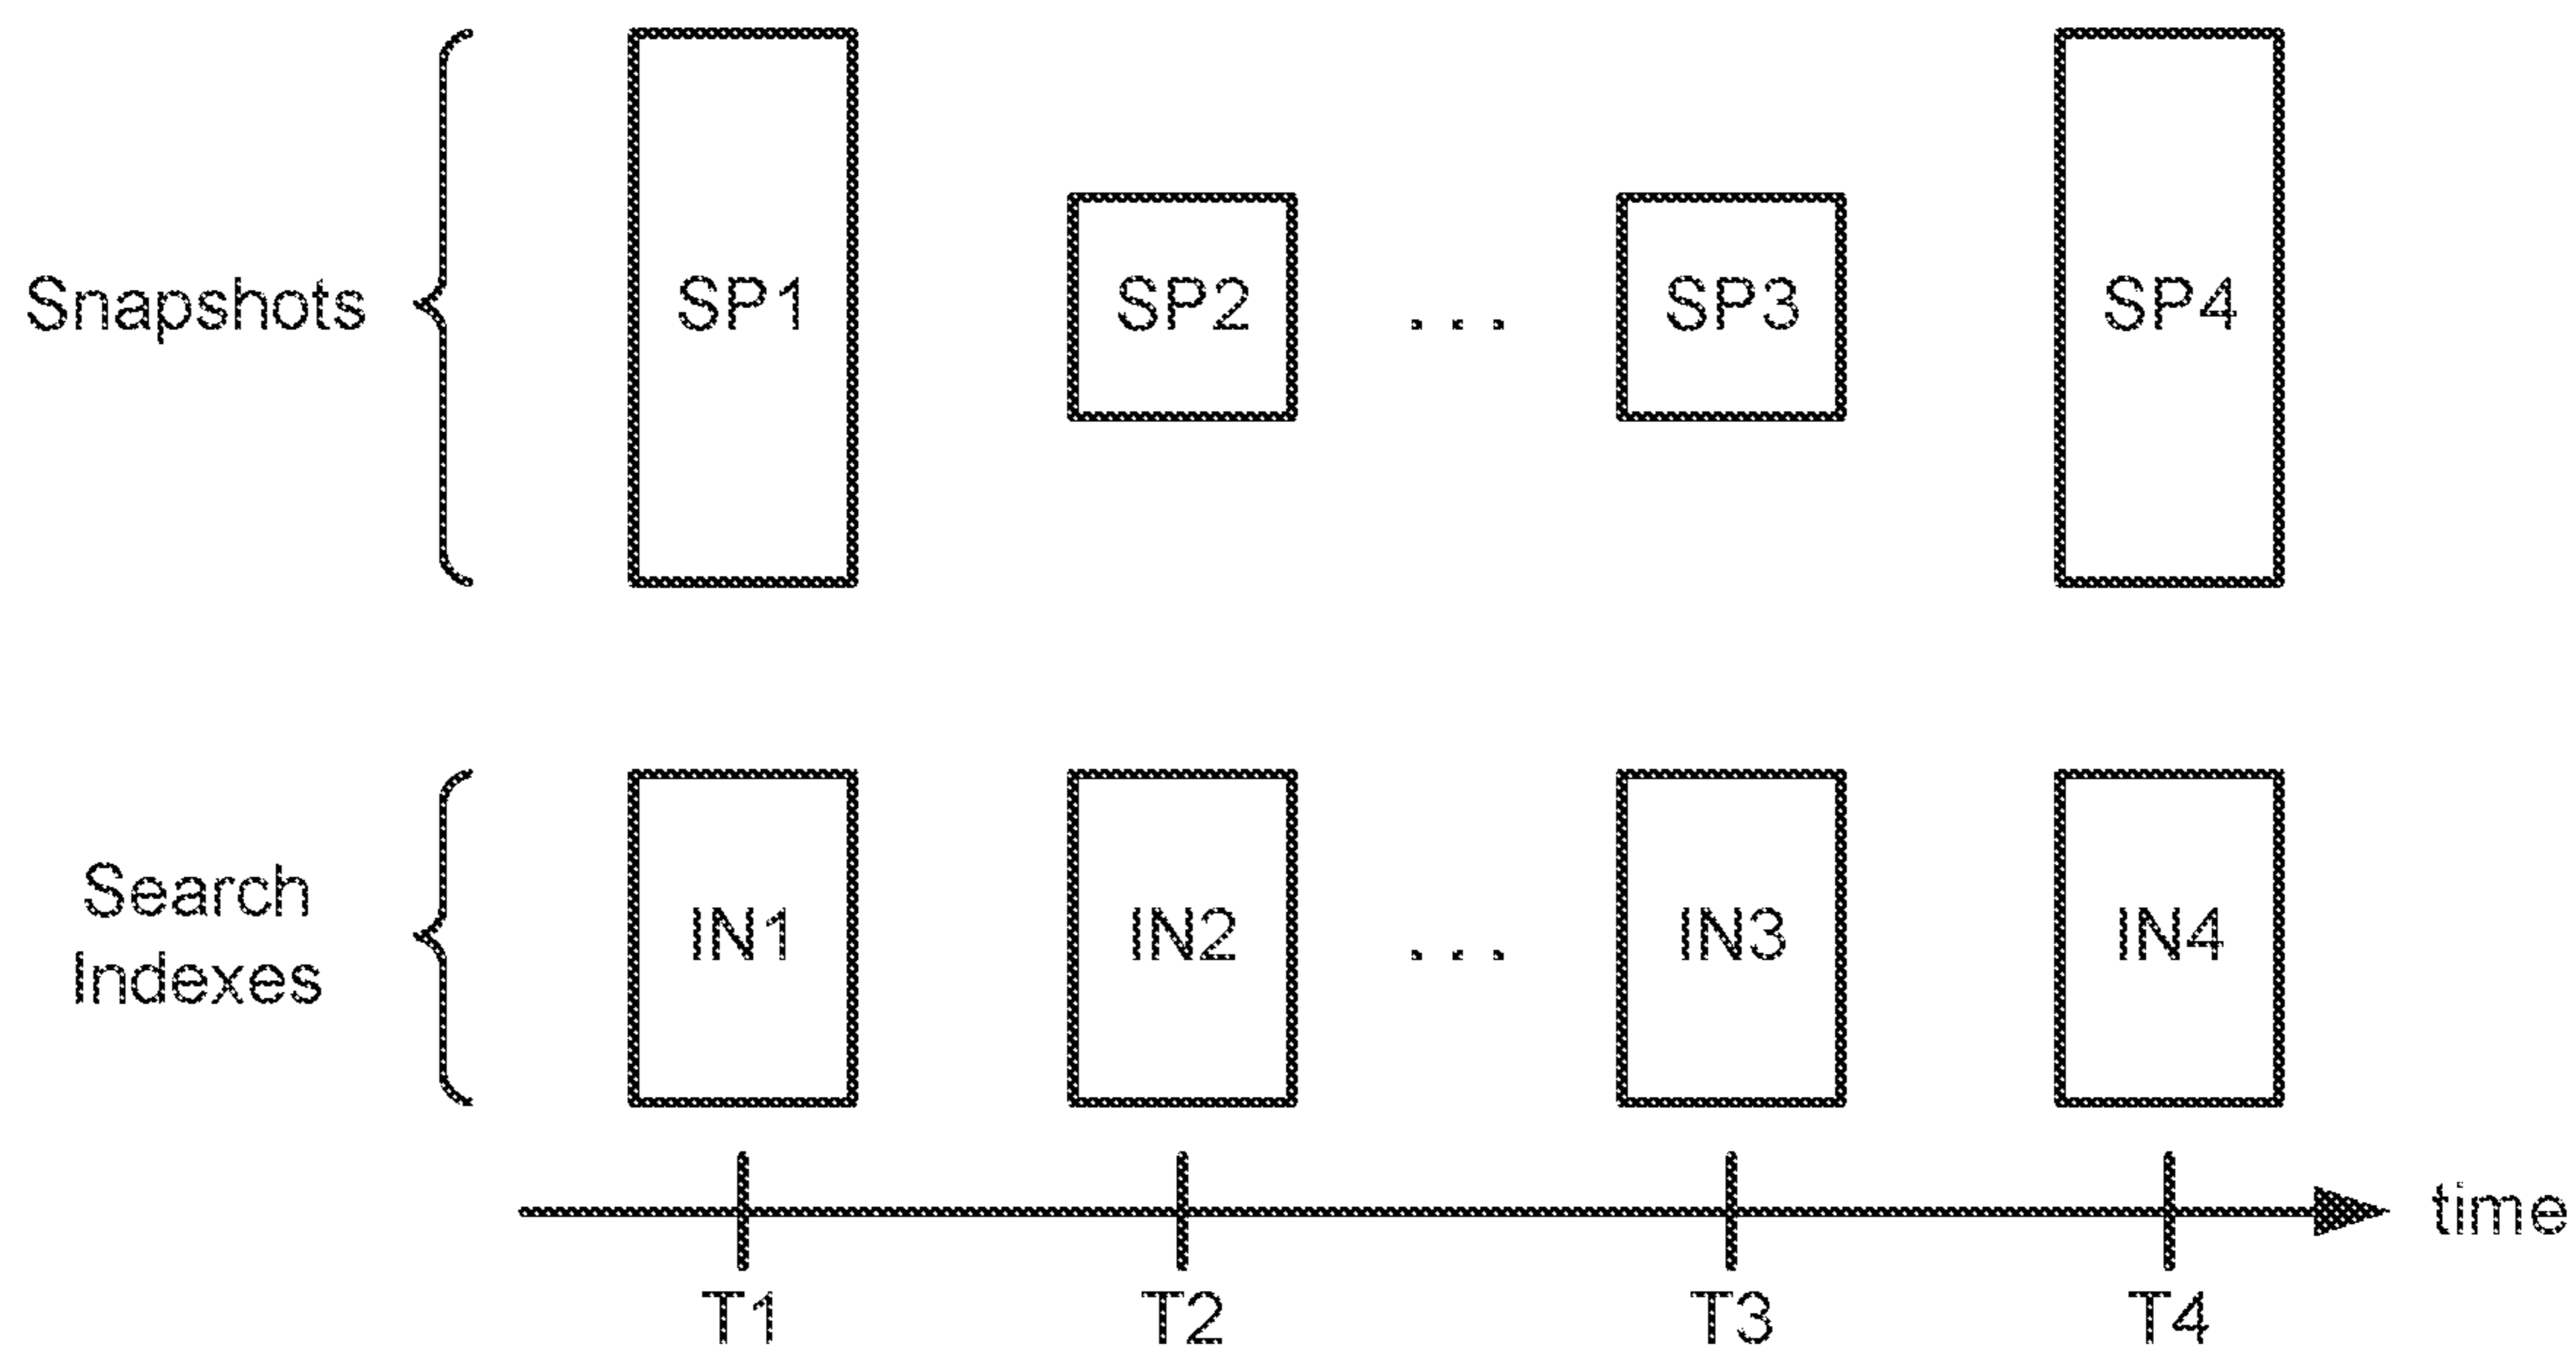 Snapshots
SP1
SP2
. . .
SP3
SP4
Search
Indexes
IN1
IN2
. . .
IN3
IN4
time
T1
T2
T3
T4